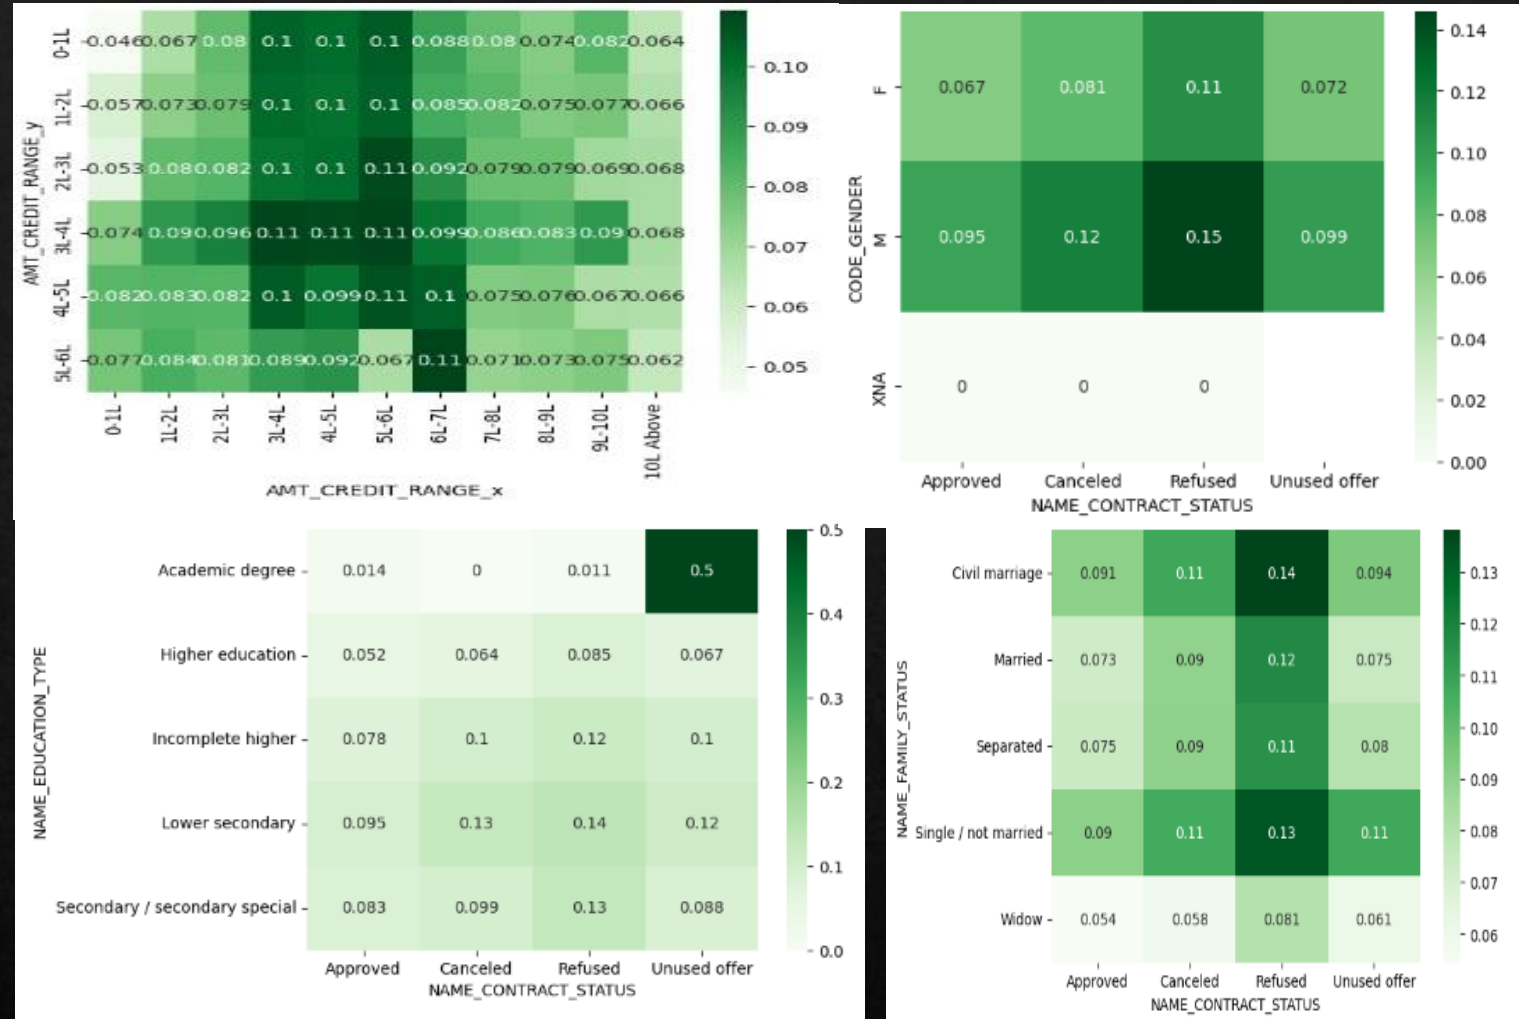 AMT_CREDIT_RANGE_y
0-1L 0.046 0.067 0.08 0.1 0.1 0.1 0.088 0.08 0.074 0.082 0.064
1L-2L 0.057 0.073 0.079 0.1 0.1 0.1 0.085 0.082 0.075 0.077 0.066
2L-3L 0.053 0.08 0.082 0.1 0.1 0.11 0.092 0.079 0.079 0.069 0.068
3L-4L 0.074 0.09 0.096 0.11 0.11 0.11 0.099 0.086 0.083 0.09 0.068
4L-5L 0.082 0.083 0.082 0.1 0.099 0.11 0.1 0.075 0.076 0.067 0.066
5L-6L 0.077 0.084 0.081 0.089 0.092 0.067 0.11 0.071 0.073 0.075 0.062
0-1L 1L-2L 2L-3L 3L-4L 4L-5L 5L-6L 6L-7L 7L-8L 8L-9L 9L-10L 10L Above
AMT_CREDIT_RANGE_x
0.10
0.09
0.08
0.07
0.06
0.05
CODE_GENDER
F 0.067 0.081 0.11 0.072
M 0.095 0.12 0.15 0.099
XNA 0 0 0
Approved Canceled Refused Unused offer
NAME_CONTRACT_STATUS
0.14
0.12
0.10
0.08
0.06
0.04
0.02
0.00
NAME_EDUCATION_TYPE
Academic degree 0.014 0 0.011 0.5
Higher education 0.052 0.064 0.085 0.067
Incomplete higher 0.078 0.1 0.12 0.1
Lower secondary 0.095 0.13 0.14 0.12
Secondary / secondary special 0.083 0.099 0.13 0.088
Approved Canceled Refused Unused offer
NAME_CONTRACT_STATUS
0.5
0.4
0.3
0.2
0.1
0.0
NAME_FAMILY_STATUS
Civil marriage 0.091 0.11 0.14 0.094
Married 0.073 0.09 0.12 0.075
Separated 0.075 0.09 0.11 0.08
Single / not married 0.09 0.11 0.13 0.11
Widow 0.054 0.058 0.081 0.061
Approved Canceled Refused Unused offer
NAME_CONTRACT_STATUS
0.13
0.12
0.11
0.10
0.09
0.08
0.07
0.06